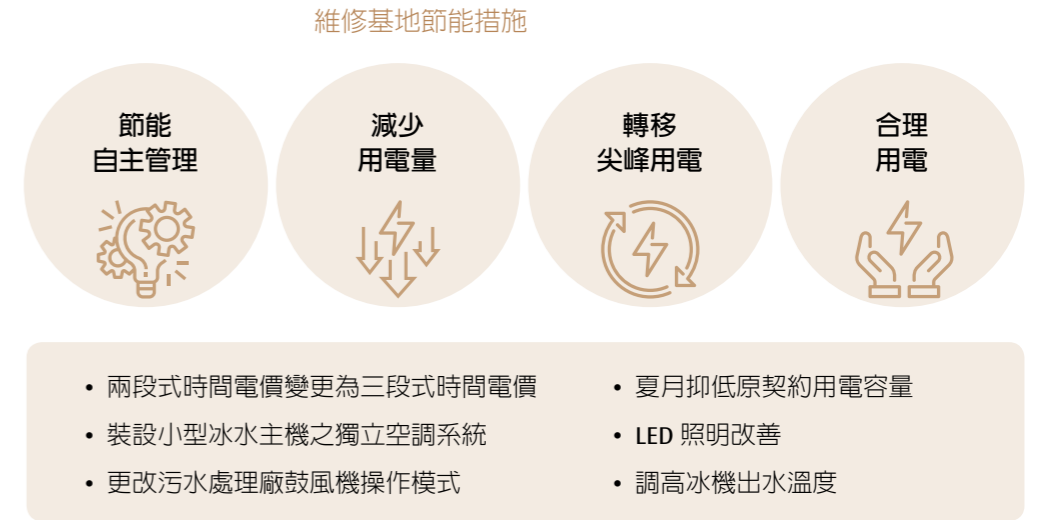 維修基地節能措施
節能
自主管理
減少
用電量
轉移
尖峰用電
合理
用電
• 兩段式時間電價變更為三段式時間電價
• 裝設小型冰水主機之獨立空調系統
• 更改污水處理廠鼓風機操作模式
• 夏月抑低原契約用電容量
• LED 照明改善
• 調高冰機出水溫度